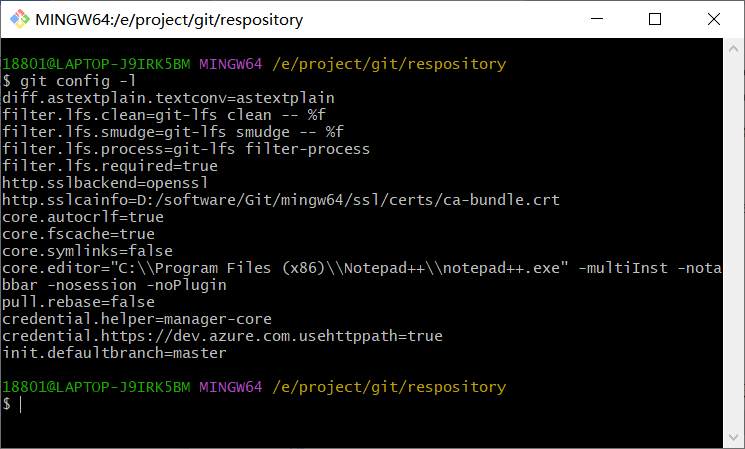 MINGW64:/e/project/git/respository
18801@LAPTOP-J9IRK5BM MINGW64 /e/project/git/respository
$ git config -l
diff.astextplain.textconv=astextplain
filter.lfs.clean=git-lfs clean -- %f
filter.lfs.smudge=git-lfs smudge -- %f
filter.lfs.process=git-lfs filter-process
filter.lfs.required=true
http.sslbackend=openssl
http.sslcainfo=D:/software/Git/mingw64/ssl/certs/ca-bundle.crt
core.autocrlf=true
core.fscache=true
core.symlinks=false
core.editor="C:\\Program Files (x86)\\Notepad++\\notepad++.exe" -multiInst -nota
bbar -nosession -noPlugin
pull.rebase=false
credential.helper=manager-core
credential.https://dev.azure.com.usehttppath=true
init.defaultbranch=master
18801@LAPTOP-J9IRK5BM MINGW64 /e/project/git/respository
$